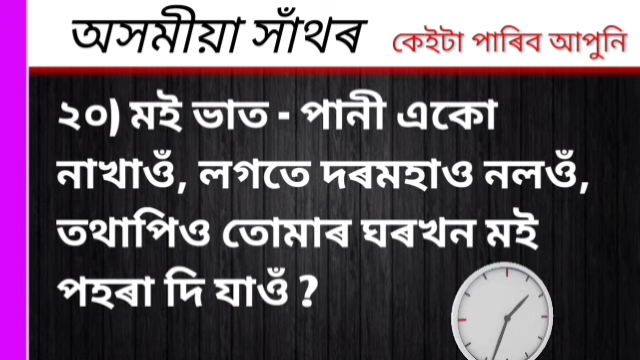 অসমীয়া সাঁথৰ কেইটা পাৰিব আপুনি
২০) মই ভাত - পানী একো
নাখাওঁ, লগতে দৰমহাও নলওঁ,
তথাপিও তোমাৰ ঘৰখন মই
পহৰা দি যাওঁ ?